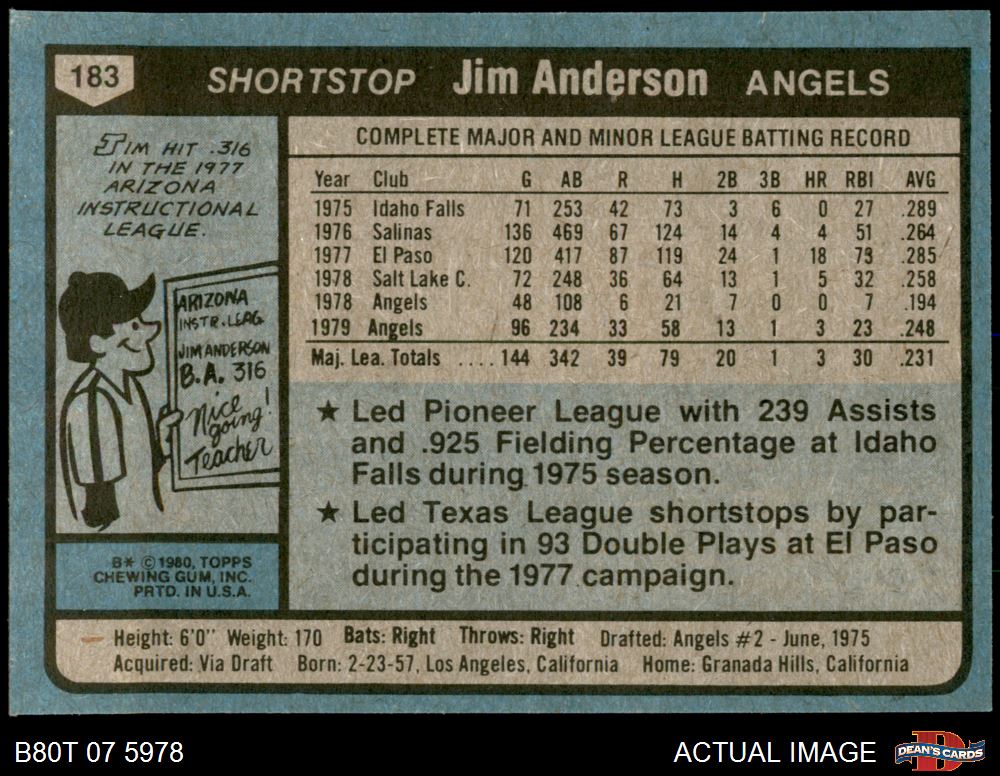 183 SHORTSTOP Jim Anderson ANGELS
JIM HIT .316
IN THE 1977
ARIZONA
INSTRUCTIONAL
LEAGUE.
ARIZONA
INSTR. LEAG
JIM ANDERSON
B.A. 316
Nice
going!
Teacher
B* ©1980, TOPPS
CHEWING GUM, INC.
PRTD. IN U.S.A.
COMPLETE MAJOR AND MINOR LEAGUE BATTING RECORD
Year Club G AB R H 2B 3B HR RBI AVG
1975 Idaho Falls 71 253 42 73 3 6 0 27 .289
1976 Salinas 136 469 67 124 14 4 4 51 .264
1977 El Paso 120 417 87 119 24 1 18 73 .285
1978 Salt Lake C. 72 248 36 64 13 1 5 32 .258
1978 Angels 48 108 6 21 7 0 0 7 .194
1979 Angels 96 234 33 58 13 1 3 23 .248
Maj. Lea. Totals ....144 342 39 79 20 1 3 30 .231
★ Led Pioneer League with 239 Assists
and .925 Fielding Percentage at Idaho
Falls during 1975 season.
★ Led Texas League shortstops by par-
ticipating in 93 Double Plays at El Paso
during the 1977 campaign.
Height: 6'0" Weight: 170 Bats: Right Throws: Right Drafted: Angels #2 - June, 1975
Acquired: Via Draft Born: 2-23-57, Los Angeles, California Home: Granada Hills, California
B80T 07 5978 ACTUAL IMAGE DEAN'S CARDS